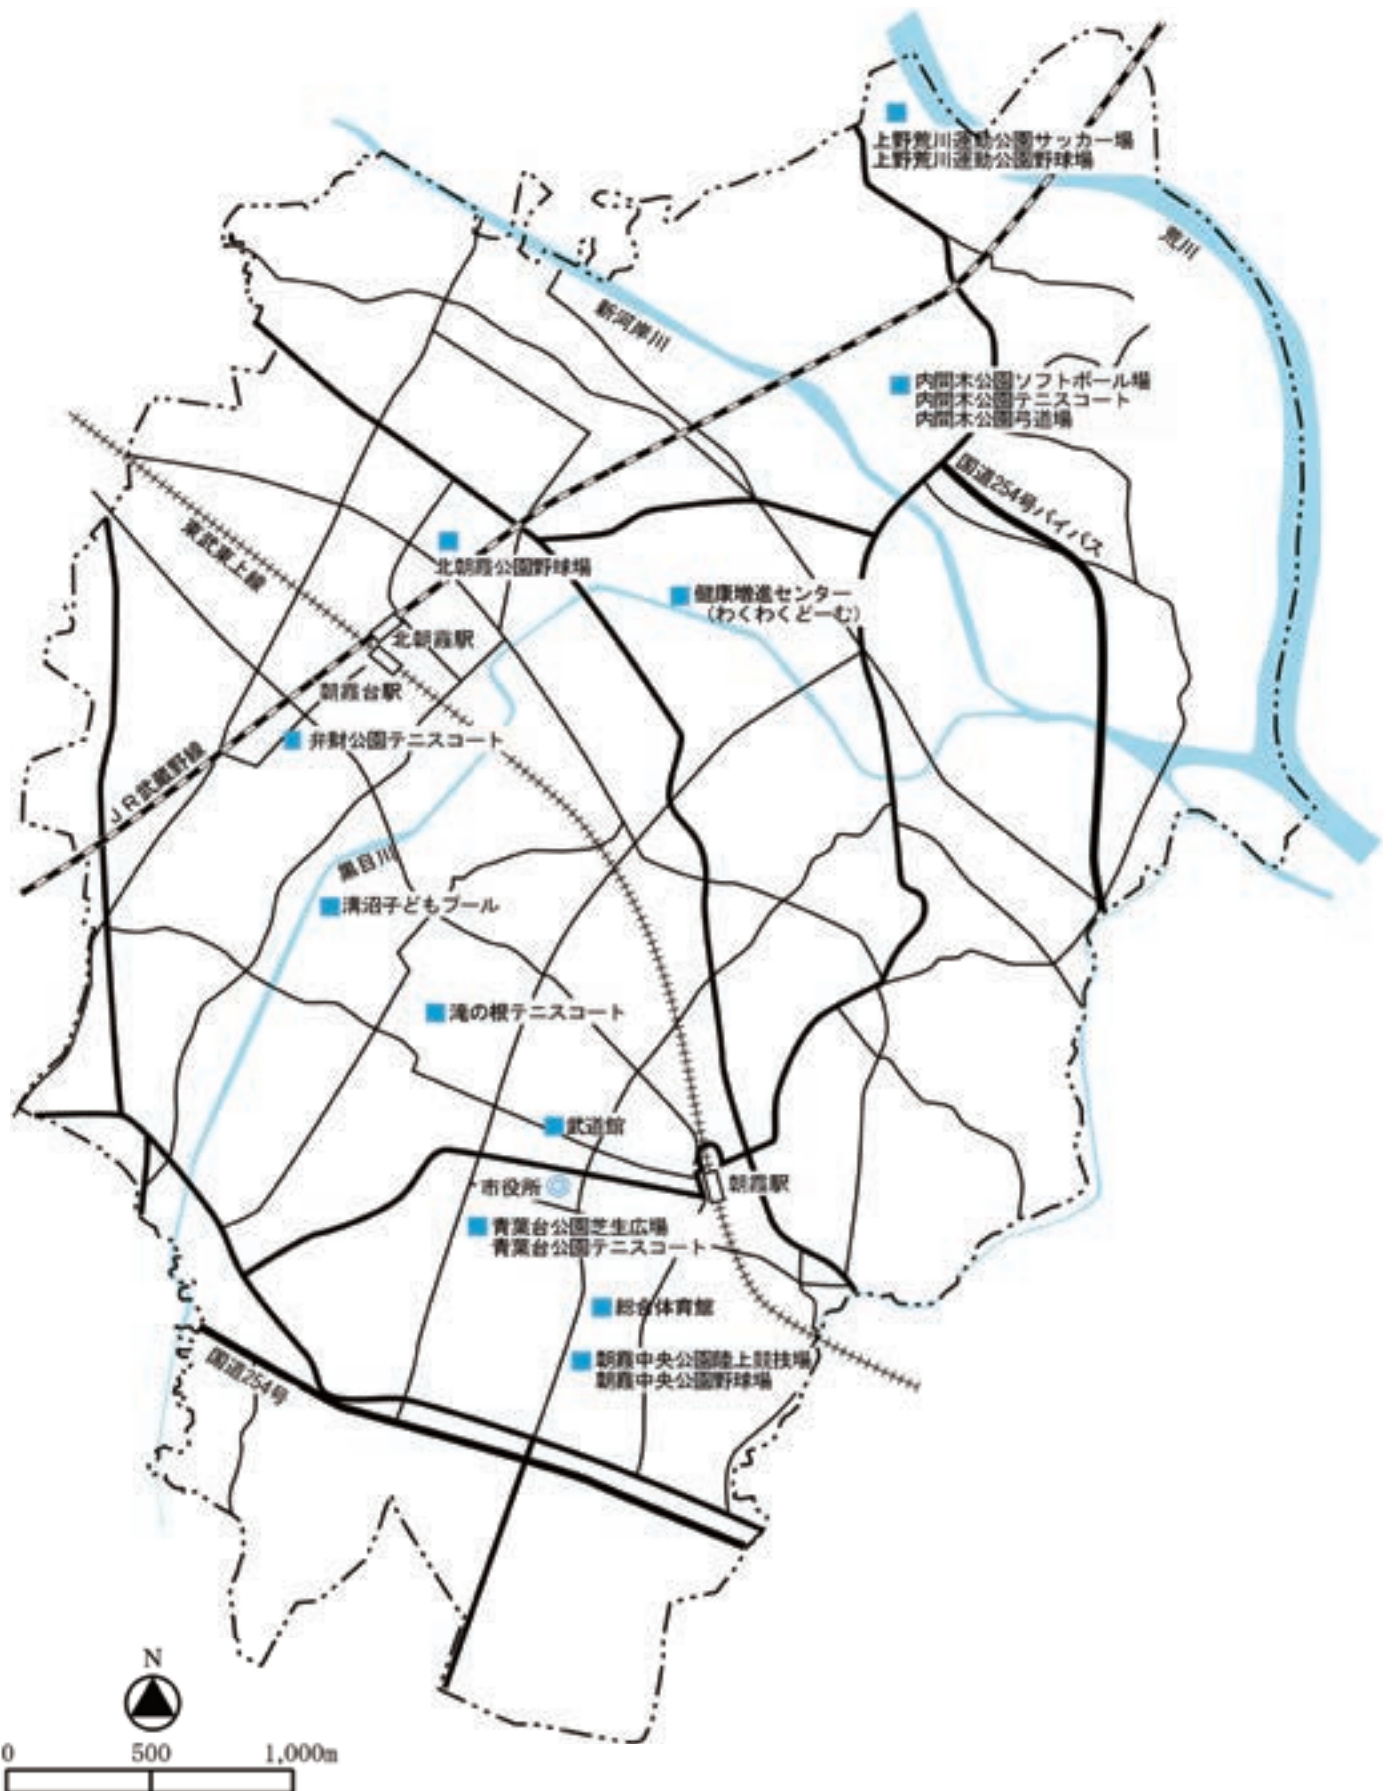 上野荒川運動公園サッカー場
上野荒川運動公園野球場
荒川
新河岸川
内間木公園ソフトボール場
内間木公園テニスコート
内間木公園弓道場
国道254号バイパス
東武東上線
北朝霞公園野球場
健康増進センター
(わくわくどーむ)
北朝霞駅
朝霞台駅
弁財公園テニスコート
JR武蔵野線
黒目川
溝沼子どもプール
滝の根テニスコート
武道館
市役所
朝霞駅
青葉台公園芝生広場
青葉台公園テニスコート
総合体育館
朝霞中央公園陸上競技場
朝霞中央公園野球場
国道254号
N
0 500 1,000m